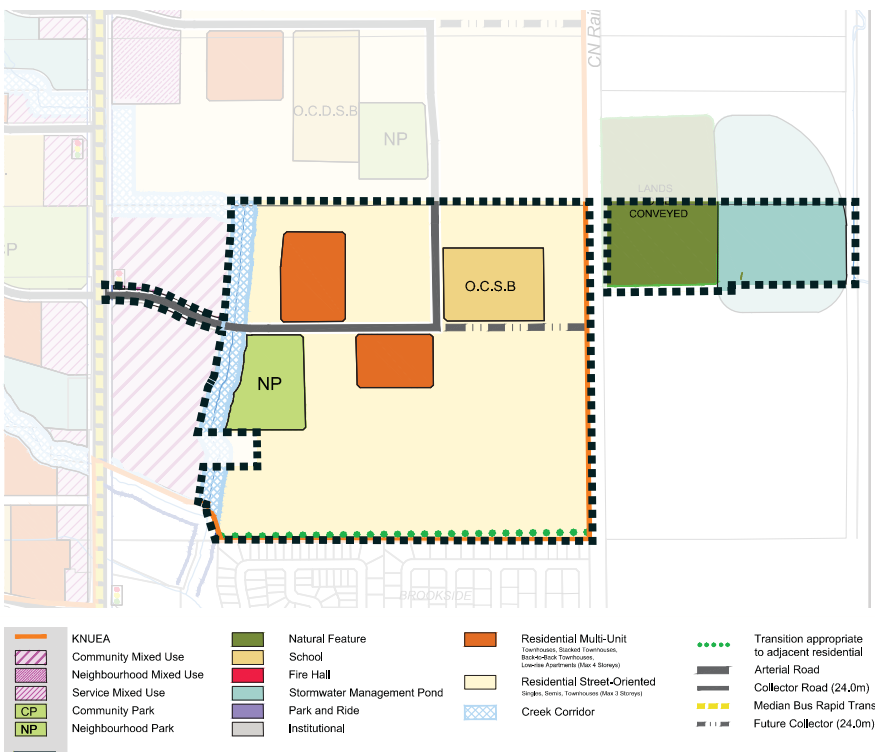 CN Rail
O.C.D.S.B
NP
LANDS
CONVEYED
O.C.S.B
NP
BROOKSIDE
KNUEA
Community Mixed Use
Neighbourhood Mixed Use
Service Mixed Use
CP Community Park
NP Neighbourhood Park
Natural Feature
School
Fire Hall
Stormwater Management Pond
Park and Ride
Institutional
Residential Multi-Unit
Townhouses, Stacked Townhouses,
Back-to-Back Townhouses,
Low-rise Apartments (Max 4 Storeys)
Residential Street-Oriented
Singles, Semis, Townhouses (Max 3 Storeys)
Creek Corridor
Transition appropriate
to adjacent residential
Arterial Road
Collector Road (24.0m)
Median Bus Rapid Trans
Future Collector (24.0m)